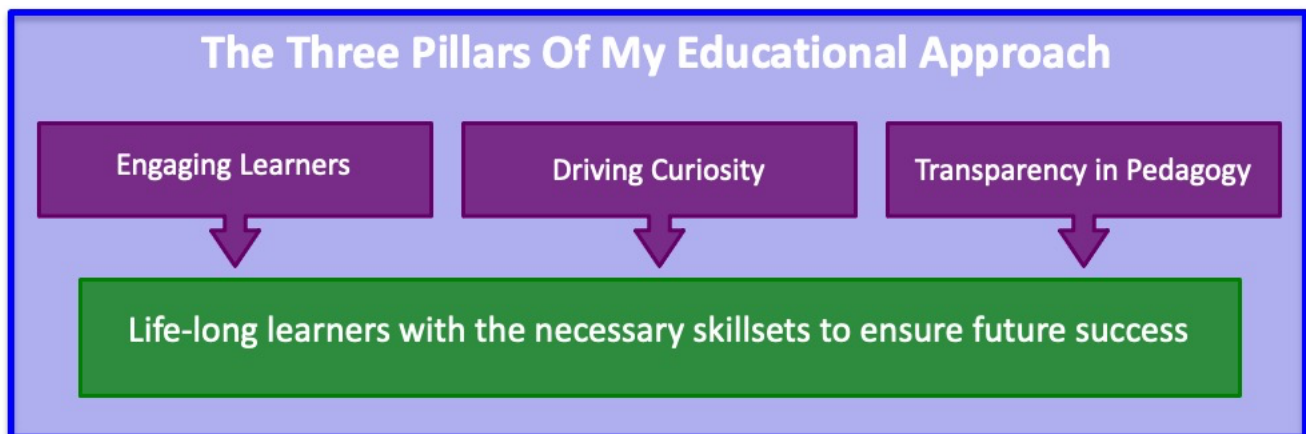 The Three Pillars Of My Educational Approach
Engaging Learners
Driving Curiosity
Transparency in Pedagogy
Life-long learners with the necessary skillsets to ensure future success